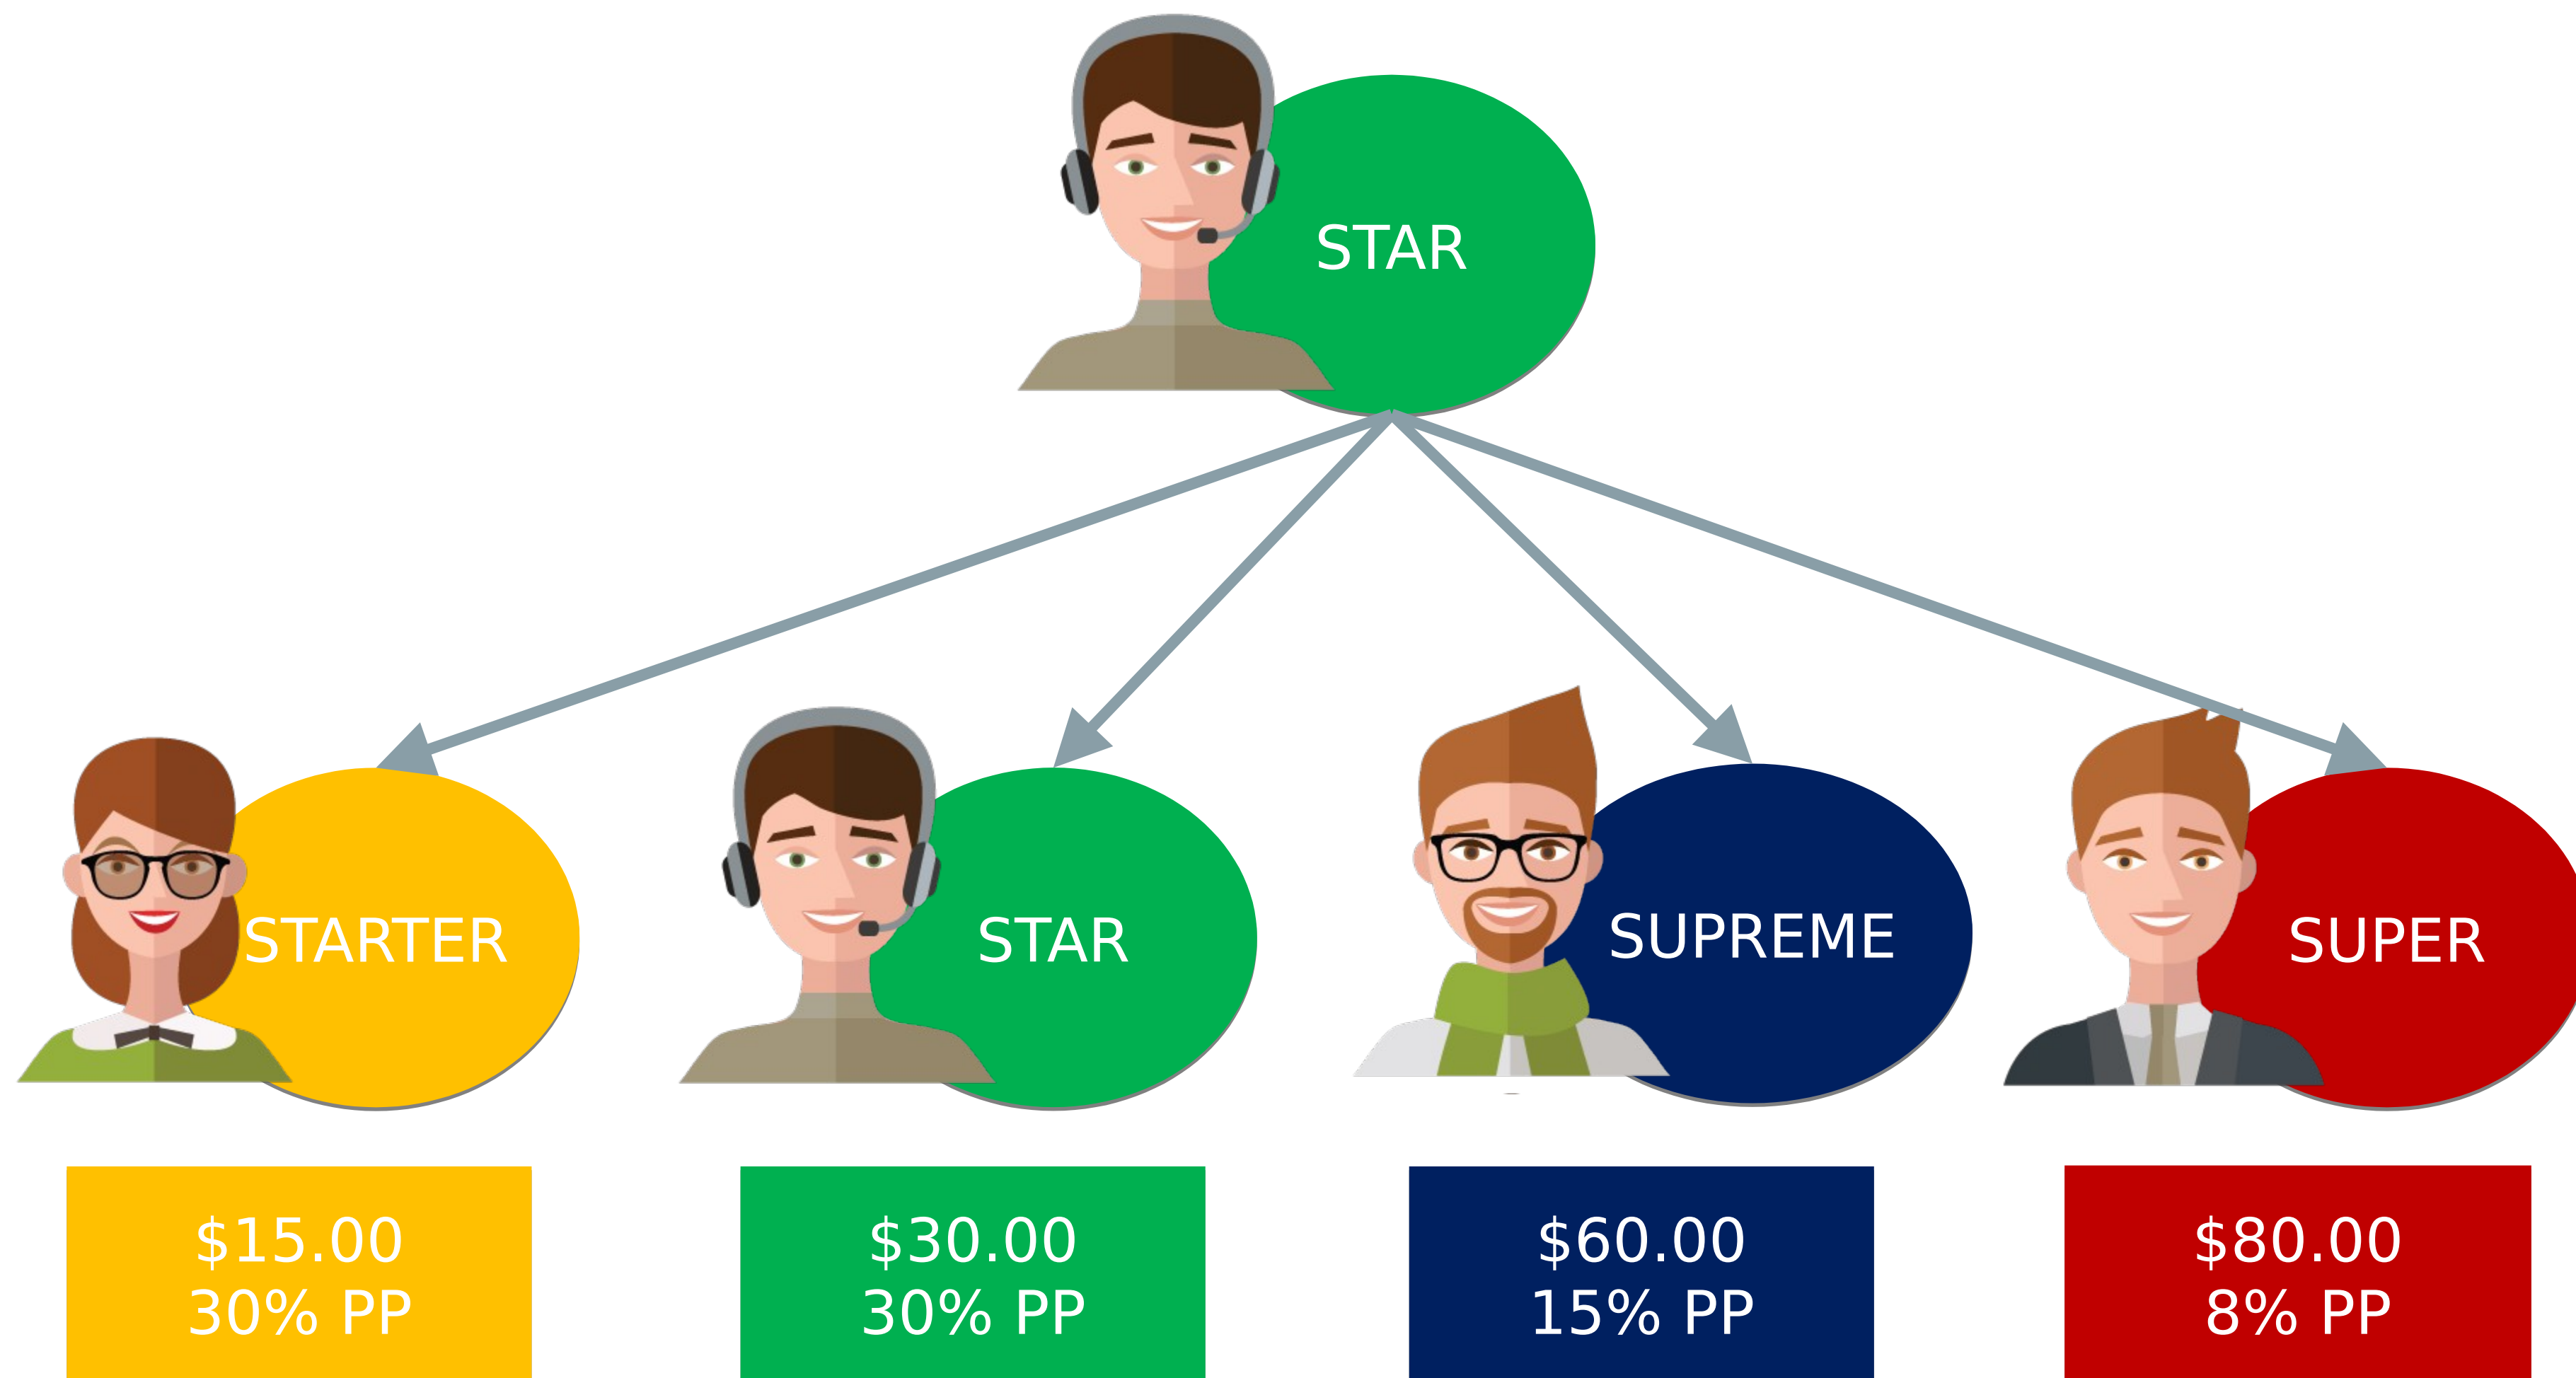 STAR
STARTER
STAR
SUPREME
SUPER
$15.00
30% PP
$30.00
30% PP
$60.00
15% PP
$80.00
8% PP